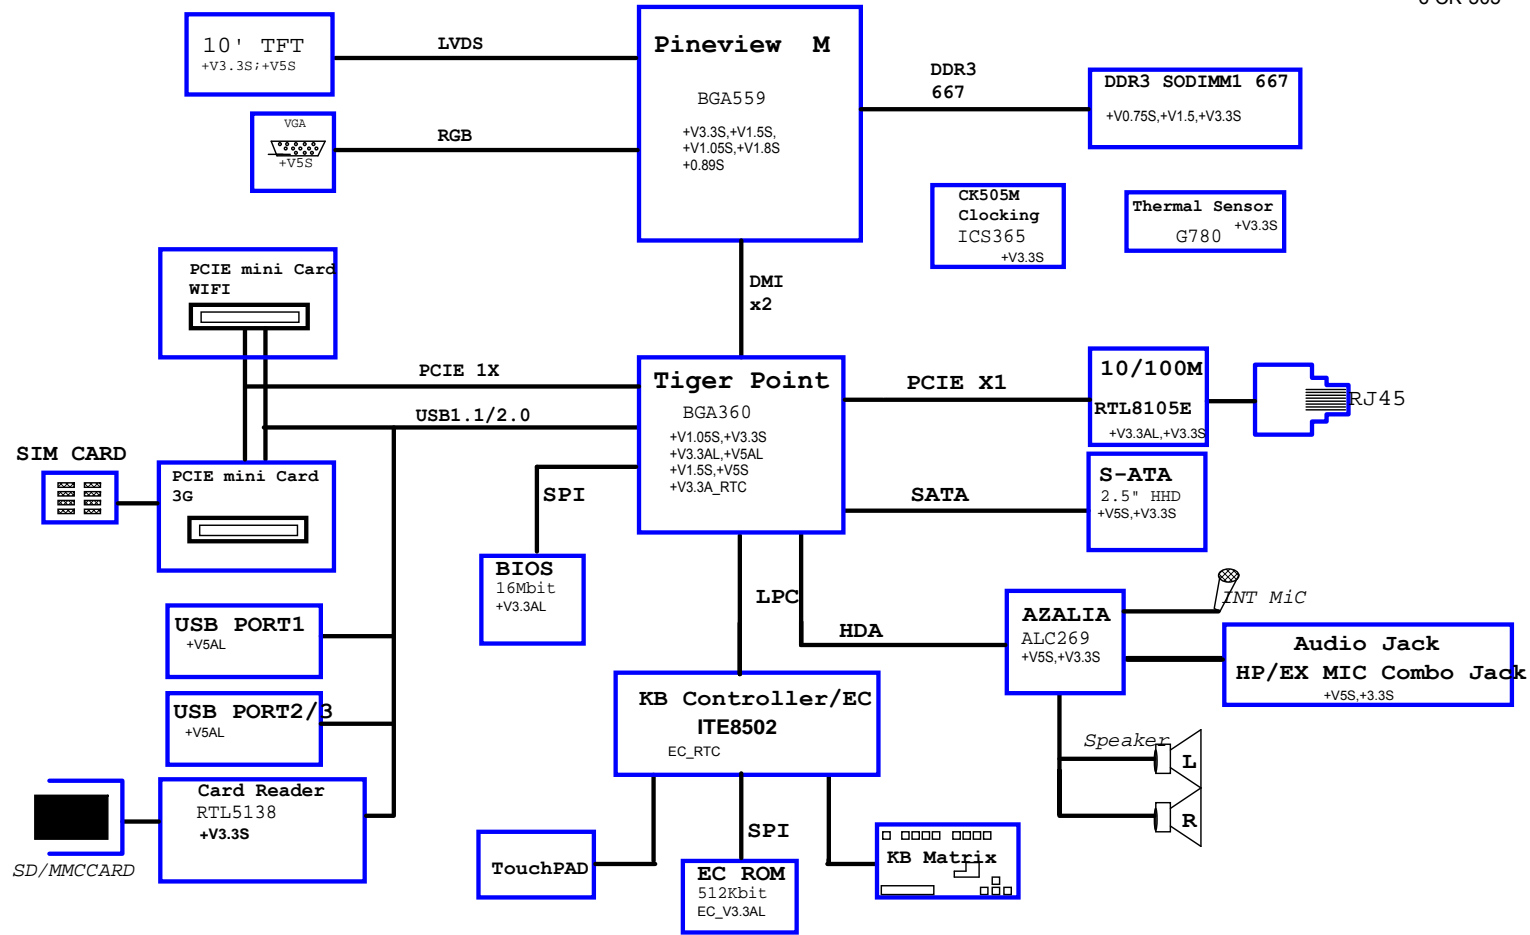 10' TFT
+V3.3S;+V5S
LVDS
Pineview M
BGA559
+V3.3S,+V1.5S,
+V1.05S,+V1.8S
+0.89S
DDR3
667
DDR3 SODIMM1 667
+V0.75S,+V1.5,+V3.3S
VGA
+V5S
RGB
CK505M
Clocking
ICS365
+V3.3S
Thermal Sensor
+V3.3S
G780
PCIE mini Card
WIFI
DMI
x2
PCIE 1X
USB1.1/2.0
Tiger Point
BGA360
+V1.05S,+V3.3S
+V3.3AL,+V5AL
+V1.5S,+V5S
+V3.3A_RTC
PCIE X1
10/100M
RTL8105E
+V3.3AL,+V3.3S
RJ45
SIM CARD
PCIE mini Card
3G
SPI
SATA
S-ATA
2.5" HHD
+V5S,+V3.3S
BIOS
16Mbit
+V3.3AL
LPC
HDA
AZALIA
ALC269
+V5S,+V3.3S
INT MiC
Audio Jack
HP/EX MIC Combo Jack
+V5S,+3.3S
USB PORT1
+V5AL
USB PORT2/3
+V5AL
KB Controller/EC
ITE8502
EC_RTC
Speaker
L
R
Card Reader
RTL5138
+V3.3S
SD/MMCCARD
TouchPAD
SPI
EC ROM
512Kbit
EC_V3.3AL
KB Matrix